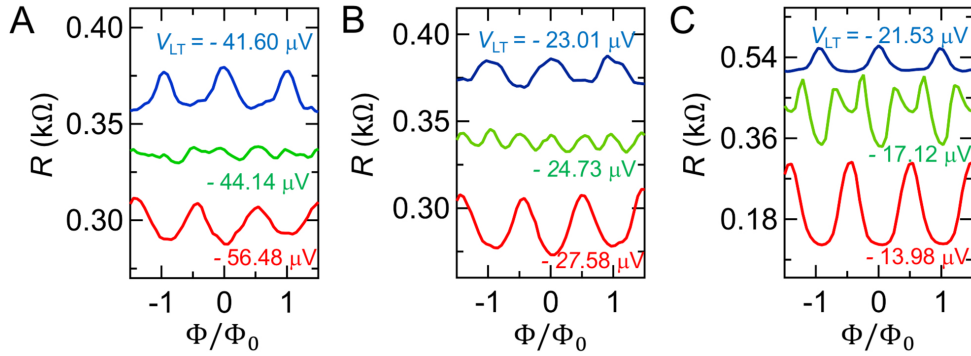 A
B
C
0.40
0.35
0.30
R (kΩ)
V_LT = - 41.60 µV
- 44.14 µV
- 56.48 µV
-1 0 1
Φ/Φ₀
0.40
0.35
0.30
R (kΩ)
V_LT = - 23.01 µV
- 24.73 µV
- 27.58 µV
-1 0 1
Φ/Φ₀
0.54
0.36
0.18
R (kΩ)
V_LT = - 21.53 µV
- 17.12 µV
- 13.98 µV
-1 0 1
Φ/Φ₀